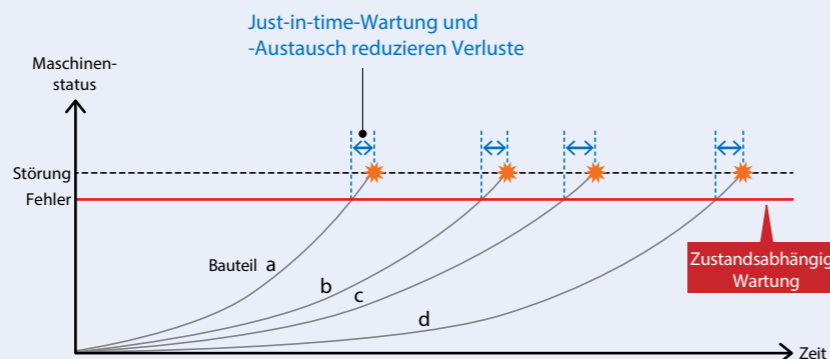 Just-in-time-Wartung und
-Austausch reduzieren Verluste
Maschinen-
status
Störung
Fehler
Bauteil a
b
c
d
Zustandsabhängig
Wartung
Zeit